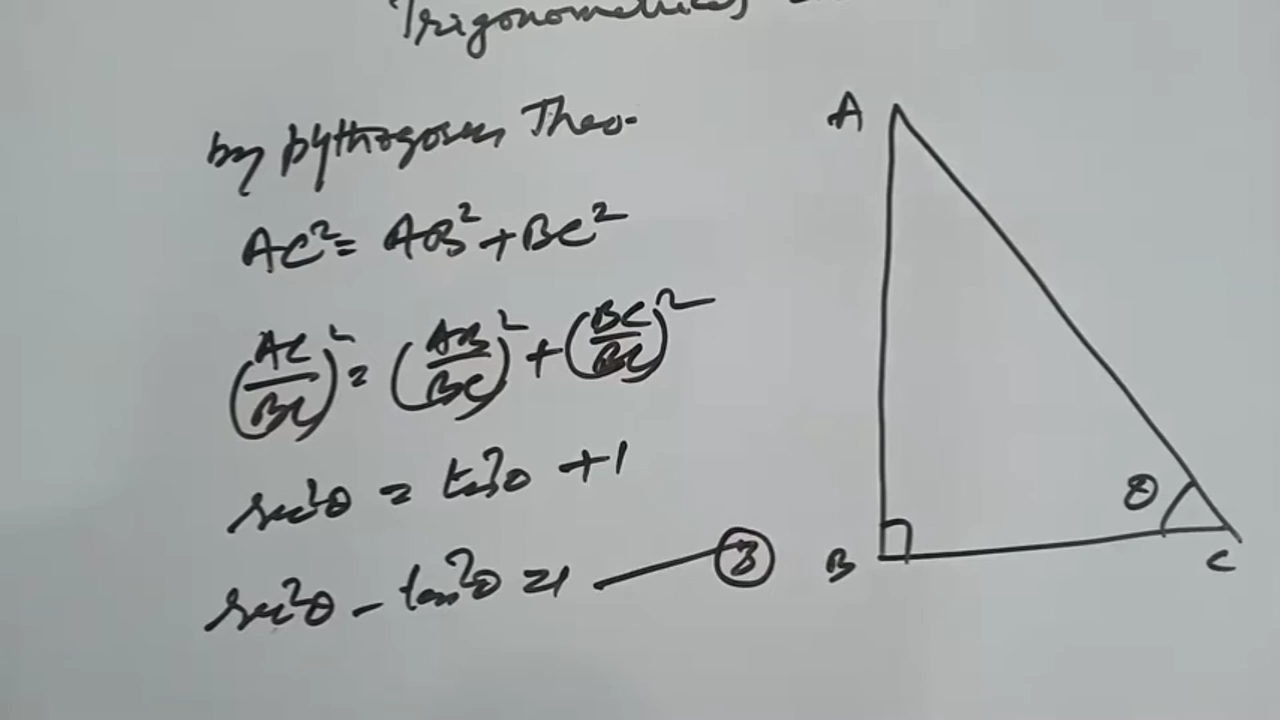 Trigonometrical
by pythagoras Theo.
AC² = AB² + BC²
(AC/BC)² = (AB/BC)² + (BC/BC)²
sec²θ = tan²θ + 1
sec²θ - tan²θ = 1 — ③
A
θ
B
C